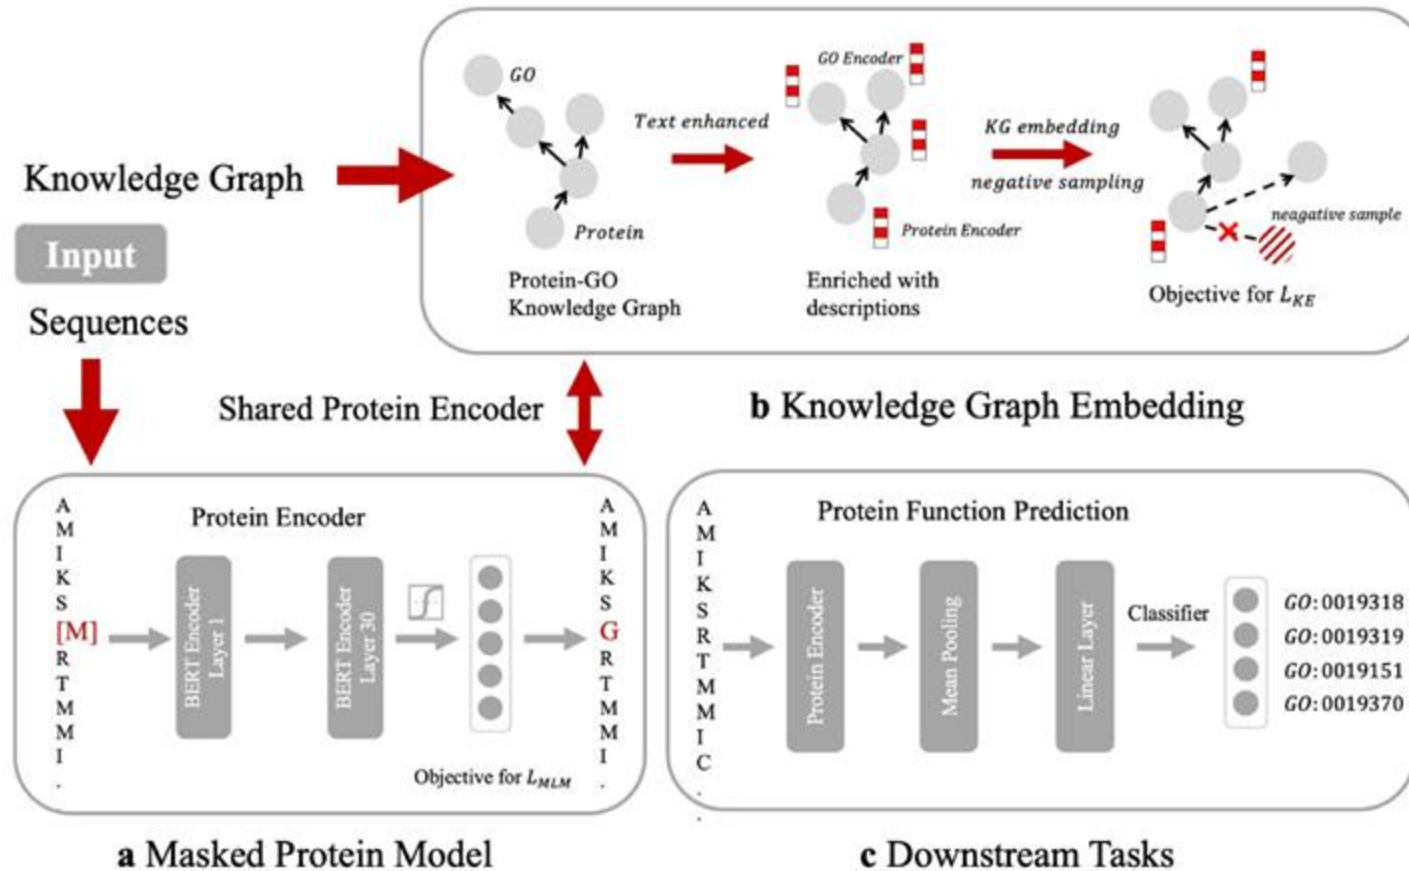 GO
Text enhanced
GO Encoder
KG embedding
negative sampling
Protein
Protein Encoder
neagative sample
Protein-GO
Knowledge Graph
Enriched with
descriptions
Objective for L_KE
Knowledge Graph
Input
Sequences
Shared Protein Encoder
b Knowledge Graph Embedding
A
M
I
K
S
[M]
R
T
M
M
I
.
Protein Encoder
BERT Encoder
Layer 1
BERT Encoder
Layer 30
Objective for L_MLM
A
M
I
K
S
G
R
T
M
M
I
.
a Masked Protein Model
A
M
I
K
S
R
T
M
M
I
C
.
.
Protein Function Prediction
Protein Encoder
Mean Pooling
Linear Layer
Classifier
GO:0019318
GO:0019319
GO:0019151
GO:0019370
c Downstream Tasks